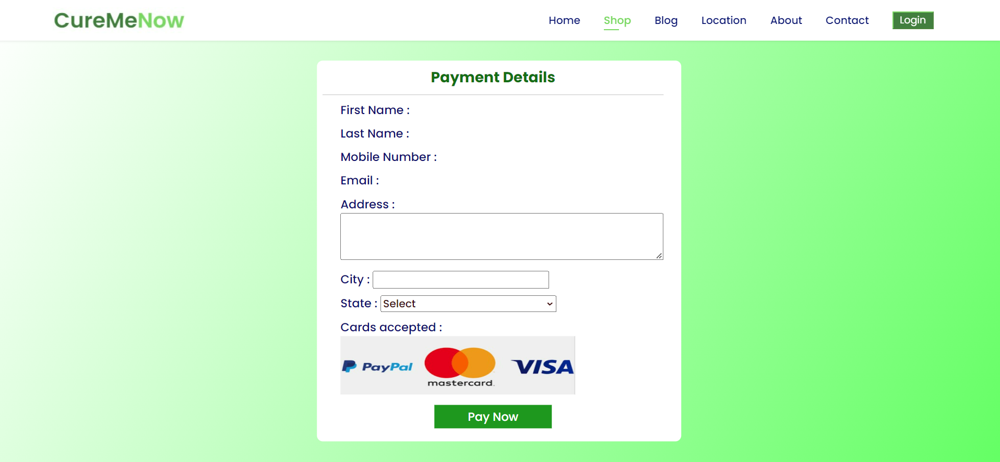 CureMeNow Home Shop Blog Location About Contact Login
Payment Details
First Name :
Last Name :
Mobile Number :
Email :
Address :
City :
State : Select
Cards accepted :
PayPal mastercard. VISA
Pay Now